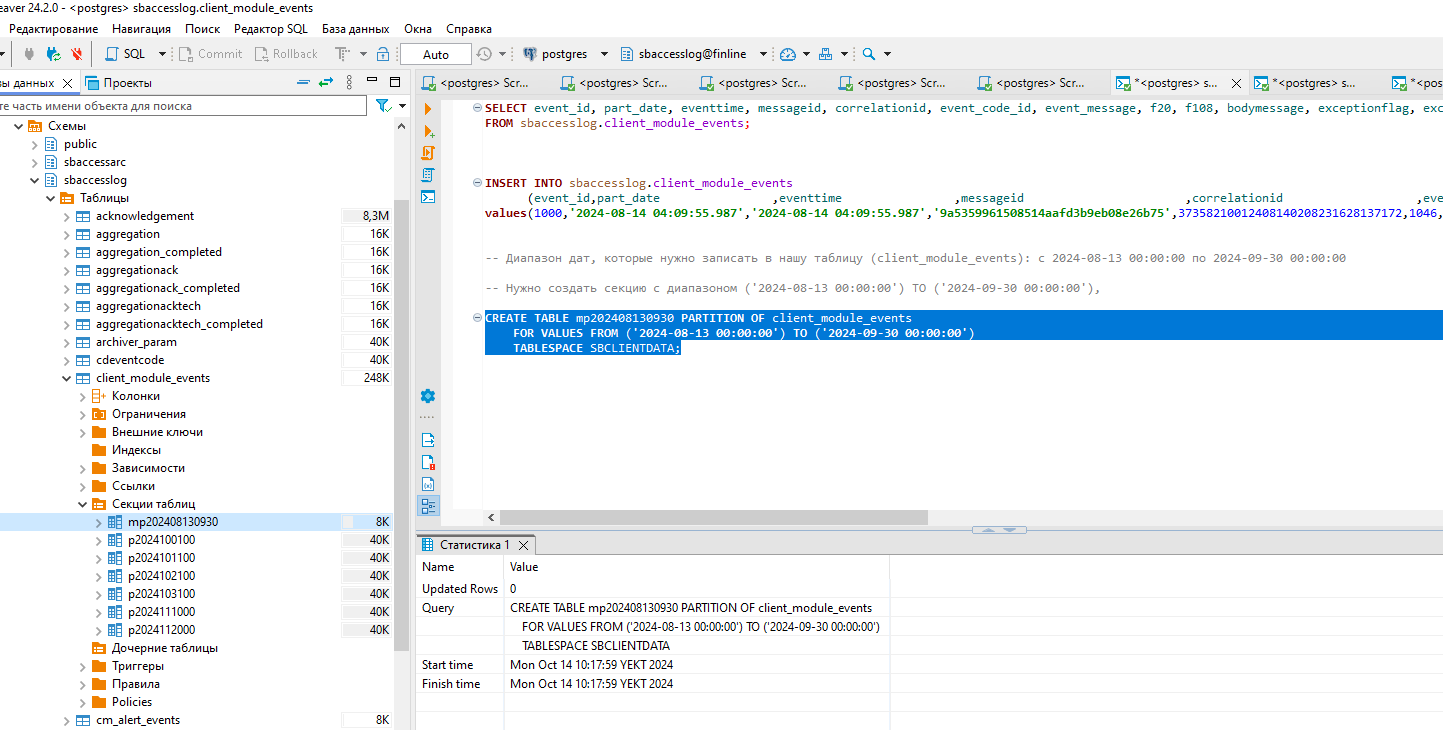 eaver 24.2.0 - <postgres> sbaccesslog.client_module_events
Редактирование Навигация Поиск Редактор SQL База данных Окна Справка
SQL Commit Rollback T Auto postgres sbaccesslog@finline
ы данных Проекты
<postgres> Scr... <postgres> Scr... <postgres> Scr... <postgres> Scr... <postgres> Scr... *<postgres> s... *<postgres> s... *<pos
те часть имени объекта для поиска
Схемы
public
sbaccessarc
sbaccesslog
Таблицы
acknowledgement 8,3M
aggregation 16K
aggregation_completed 16K
aggregationack 16K
aggregationack_completed 16K
aggregationacktech 16K
aggregationacktech_completed 16K
archiver_param 40K
cdeventcode 40K
client_module_events 248K
Колонки
Ограничения
Внешние ключи
Индексы
Зависимости
Ссылки
Секции таблиц
mp202408130930 8K
p2024100100 40K
p2024101100 40K
p2024102100 40K
p2024103100 40K
p2024111000 40K
p2024112000 40K
Дочерние таблицы
Триггеры
Правила
Policies
cm_alert_events 8K
SELECT event_id, part_date, eventtime, messageid, correlationid, event_code_id, event_message, f20, f108, bodymessage, exceptionflag, exc
FROM sbaccesslog.client_module_events;
INSERT INTO sbaccesslog.client_module_events
(event_id,part_date ,eventtime ,messageid ,correlationid ,eve
values(1000,'2024-08-14 04:09:55.987','2024-08-14 04:09:55.987','9a5359961508514aafd3b9eb08e26b75',37358210012408140208231628137172,1046,
-- Диапазон дат, которые нужно записать в нашу таблицу (client_module_events): с 2024-08-13 00:00:00 по 2024-09-30 00:00:00
-- Нужно создать секцию с диапазоном ('2024-08-13 00:00:00') TO ('2024-09-30 00:00:00'),
CREATE TABLE mp202408130930 PARTITION OF client_module_events
FOR VALUES FROM ('2024-08-13 00:00:00') TO ('2024-09-30 00:00:00')
TABLESPACE SBCLIENTDATA;
Статистика 1
Name Value
Updated Rows 0
Query CREATE TABLE mp202408130930 PARTITION OF client_module_events
FOR VALUES FROM ('2024-08-13 00:00:00') TO ('2024-09-30 00:00:00')
TABLESPACE SBCLIENTDATA
Start time Mon Oct 14 10:17:59 YEKT 2024
Finish time Mon Oct 14 10:17:59 YEKT 2024